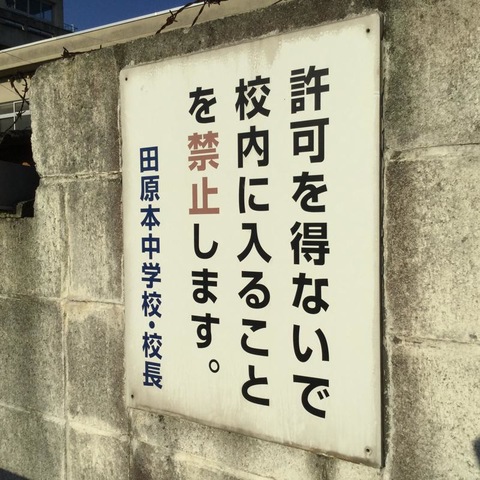 許可を得ないで
校内に入ること
を禁止します。
田原本中学校・校長